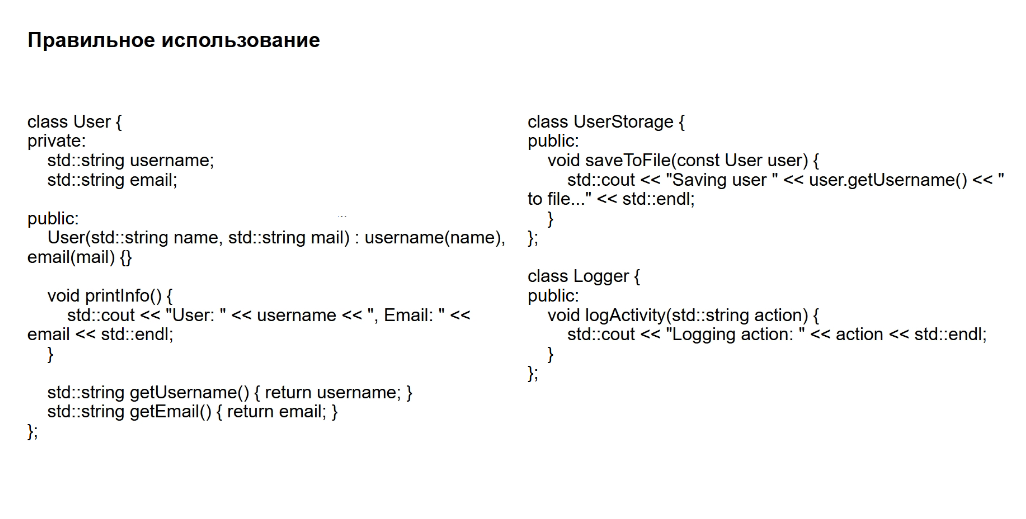 Правильное использование
class User {
private:
    std::string username;
    std::string email;
public:
    User(std::string name, std::string mail) : username(name),
email(mail) {}
    void printInfo() {
        std::cout << "User: " << username << ", Email: " <<
email << std::endl;
    }
    std::string getUsername() { return username; }
    std::string getEmail() { return email; }
};
class UserStorage {
public:
    void saveToFile(const User user) {
        std::cout << "Saving user " << user.getUsername() << "
to file..." << std::endl;
    }
};
class Logger {
public:
    void logActivity(std::string action) {
        std::cout << "Logging action: " << action << std::endl;
    }
};